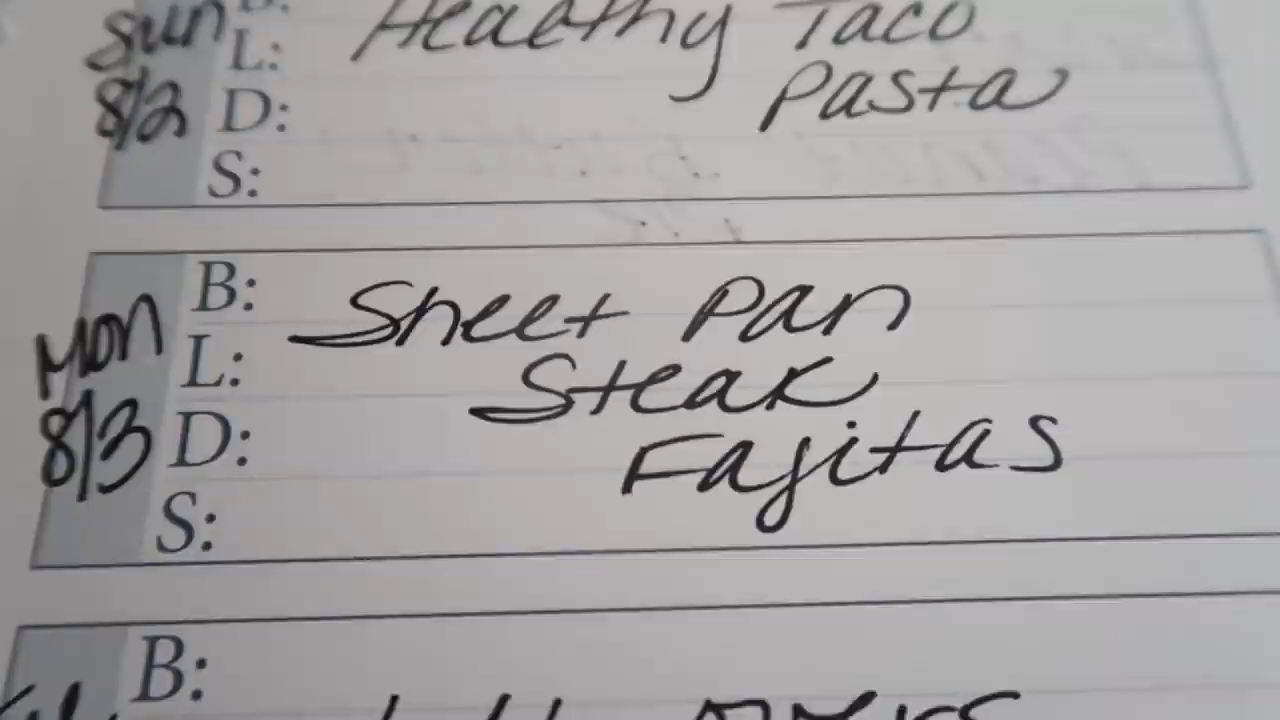 Sun B:
L: Healthy Taco
8/2 D: Pasta
S:
B: Sheet Pan
Mon L: Steak
8/3 D: Fajitas
S:
B: